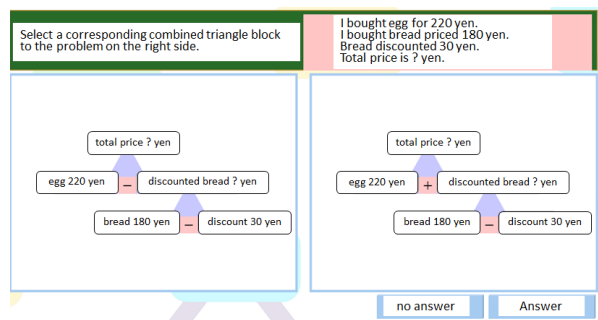 Select a corresponding combined triangle block
to the problem on the right side.
I bought egg for 220 yen.
I bought bread priced 180 yen.
Bread discounted 30 yen.
Total price is ? yen.
total price ? yen
egg 220 yen − discounted bread ? yen
bread 180 yen − discount 30 yen
total price ? yen
egg 220 yen + discounted bread ? yen
bread 180 yen − discount 30 yen
no answer
Answer